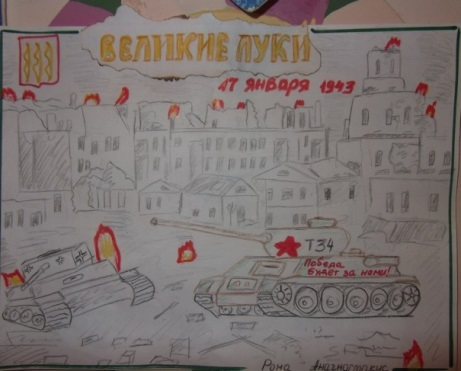 ВЕЛИКИЕ ЛУКИ
17 января 1943
Т34
Победа
будет за нами!
Рома